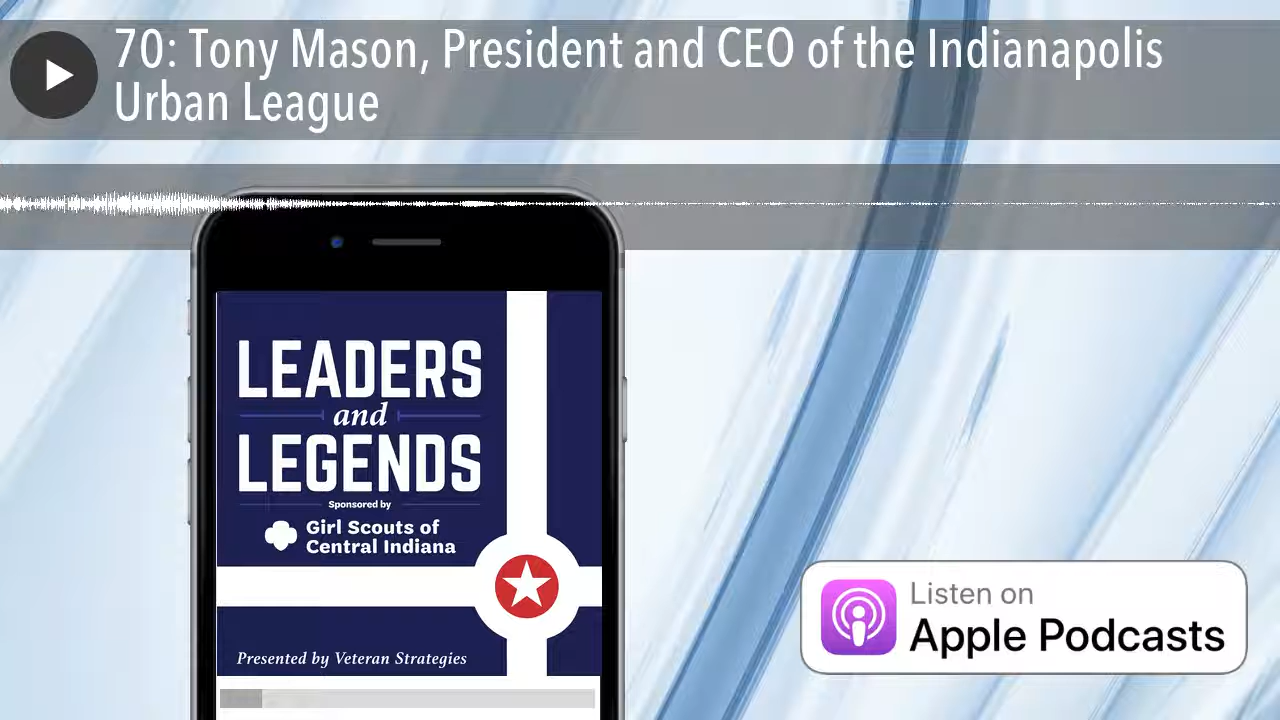 70: Tony Mason, President and CEO of the Indianapolis
Urban League
LEADERS
and
LEGENDS
Sponsored by
Girl Scouts of
Central Indiana
Presented by Veteran Strategies
Listen on
Apple Podcasts